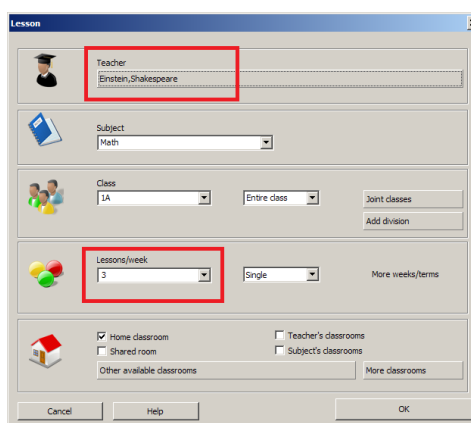 Lesson
Teacher
Einstein,Shakespeare
Subject
Math
Class
1A Entire class Joint classes
Add division
Lessons/week
3 Single More weeks/terms
Home classroom Teacher's classrooms
Shared room Subject's classrooms
Other available classrooms More classrooms
Cancel Help OK